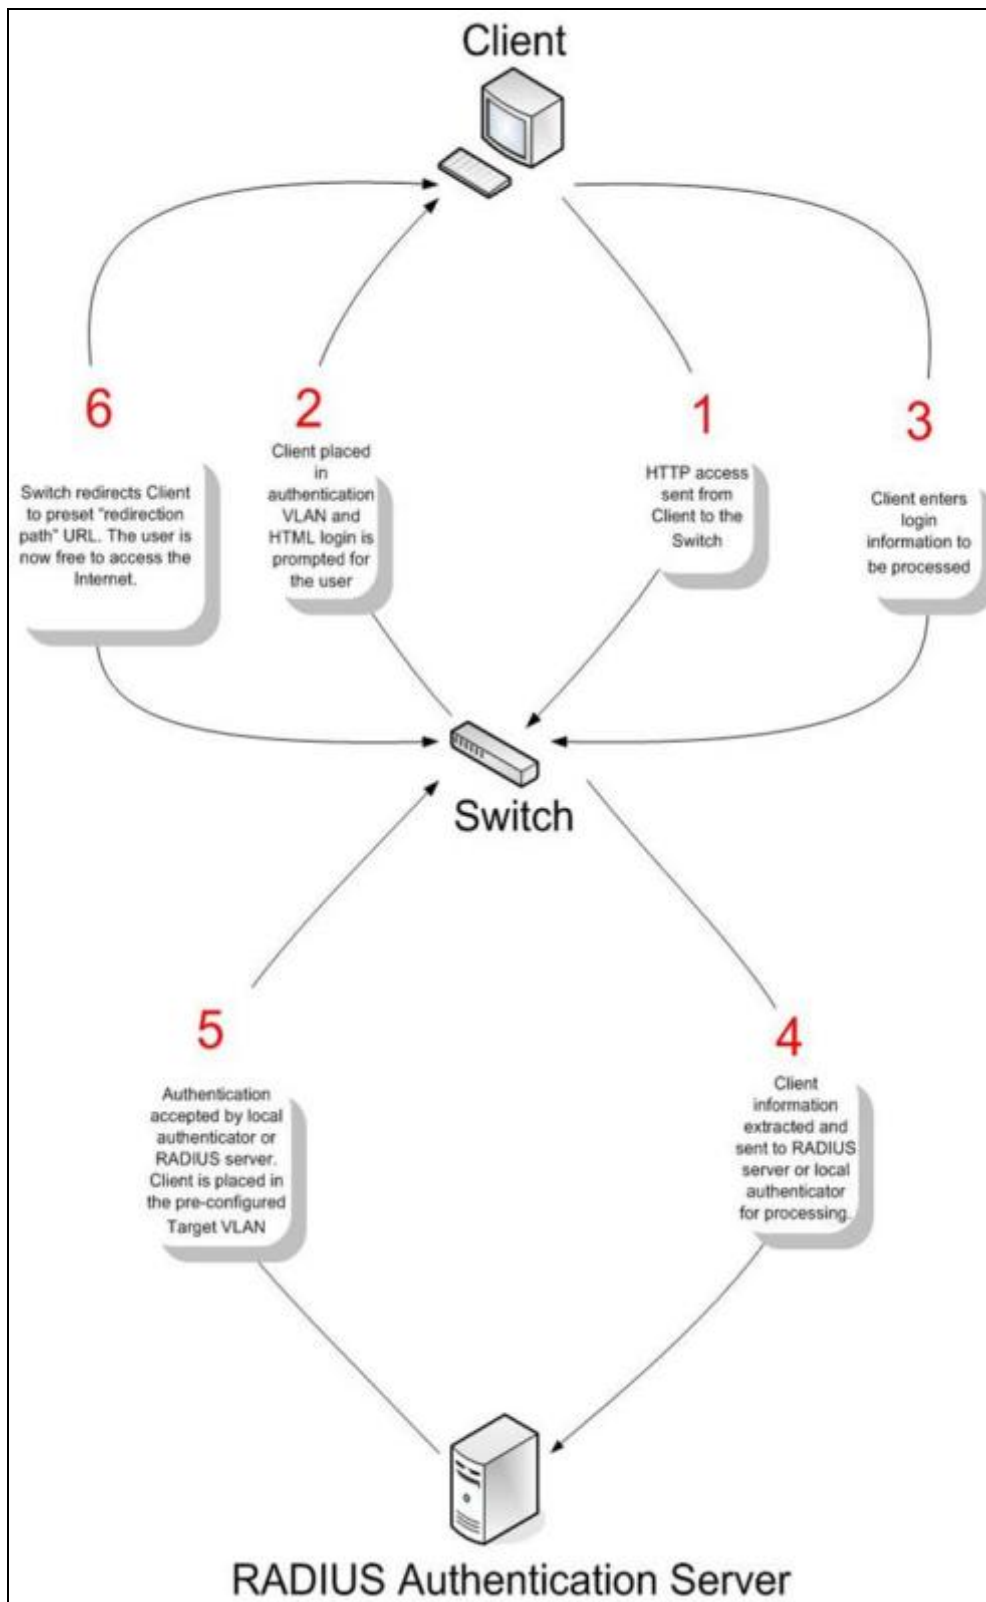 Client
6
Switch redirects Client
to preset “redirection
path” URL. The user is
now free to access the
Internet.
2
Client placed
in
authentication
VLAN and
HTML login is
prompted for
the user
1
HTTP access
sent from
Client to the
Switch
3
Client enters
login
information to
be processed
Switch
5
Authentication
accepted by local
authenticator or
RADIUS server.
Client is placed in
the pre-configured
Target VLAN
4
Client
information
extracted and
sent to RADIUS
server or local
authenticator
for processing.
RADIUS Authentication Server